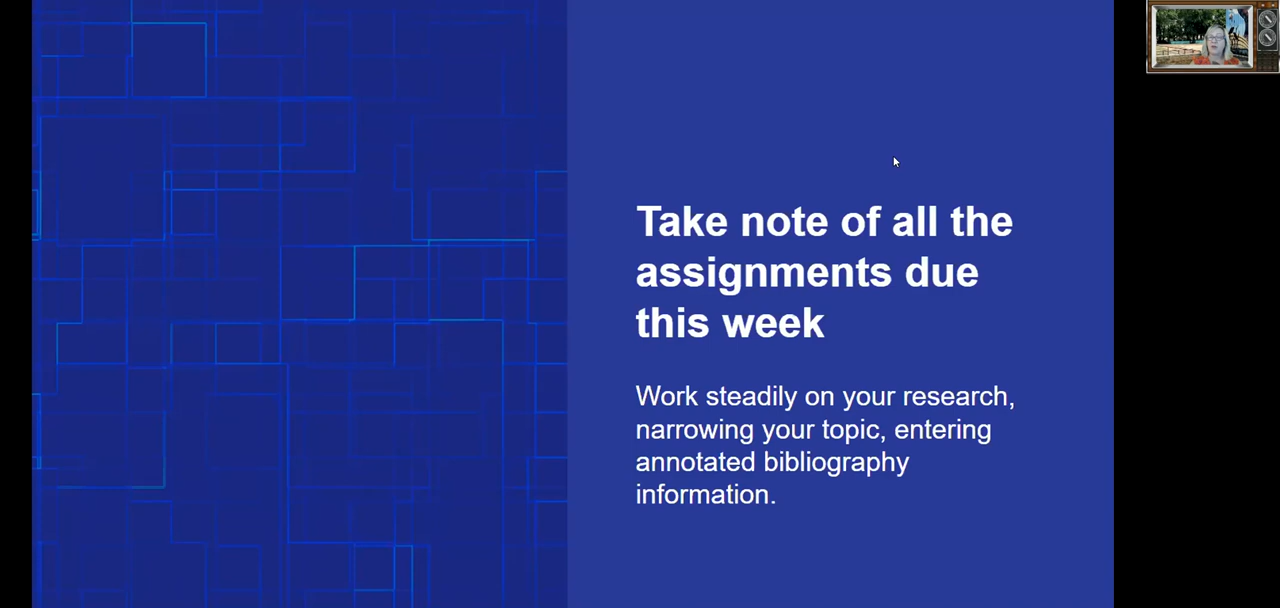 Take note of all the
assignments due
this week
Work steadily on your research,
narrowing your topic, entering
annotated bibliography
information.